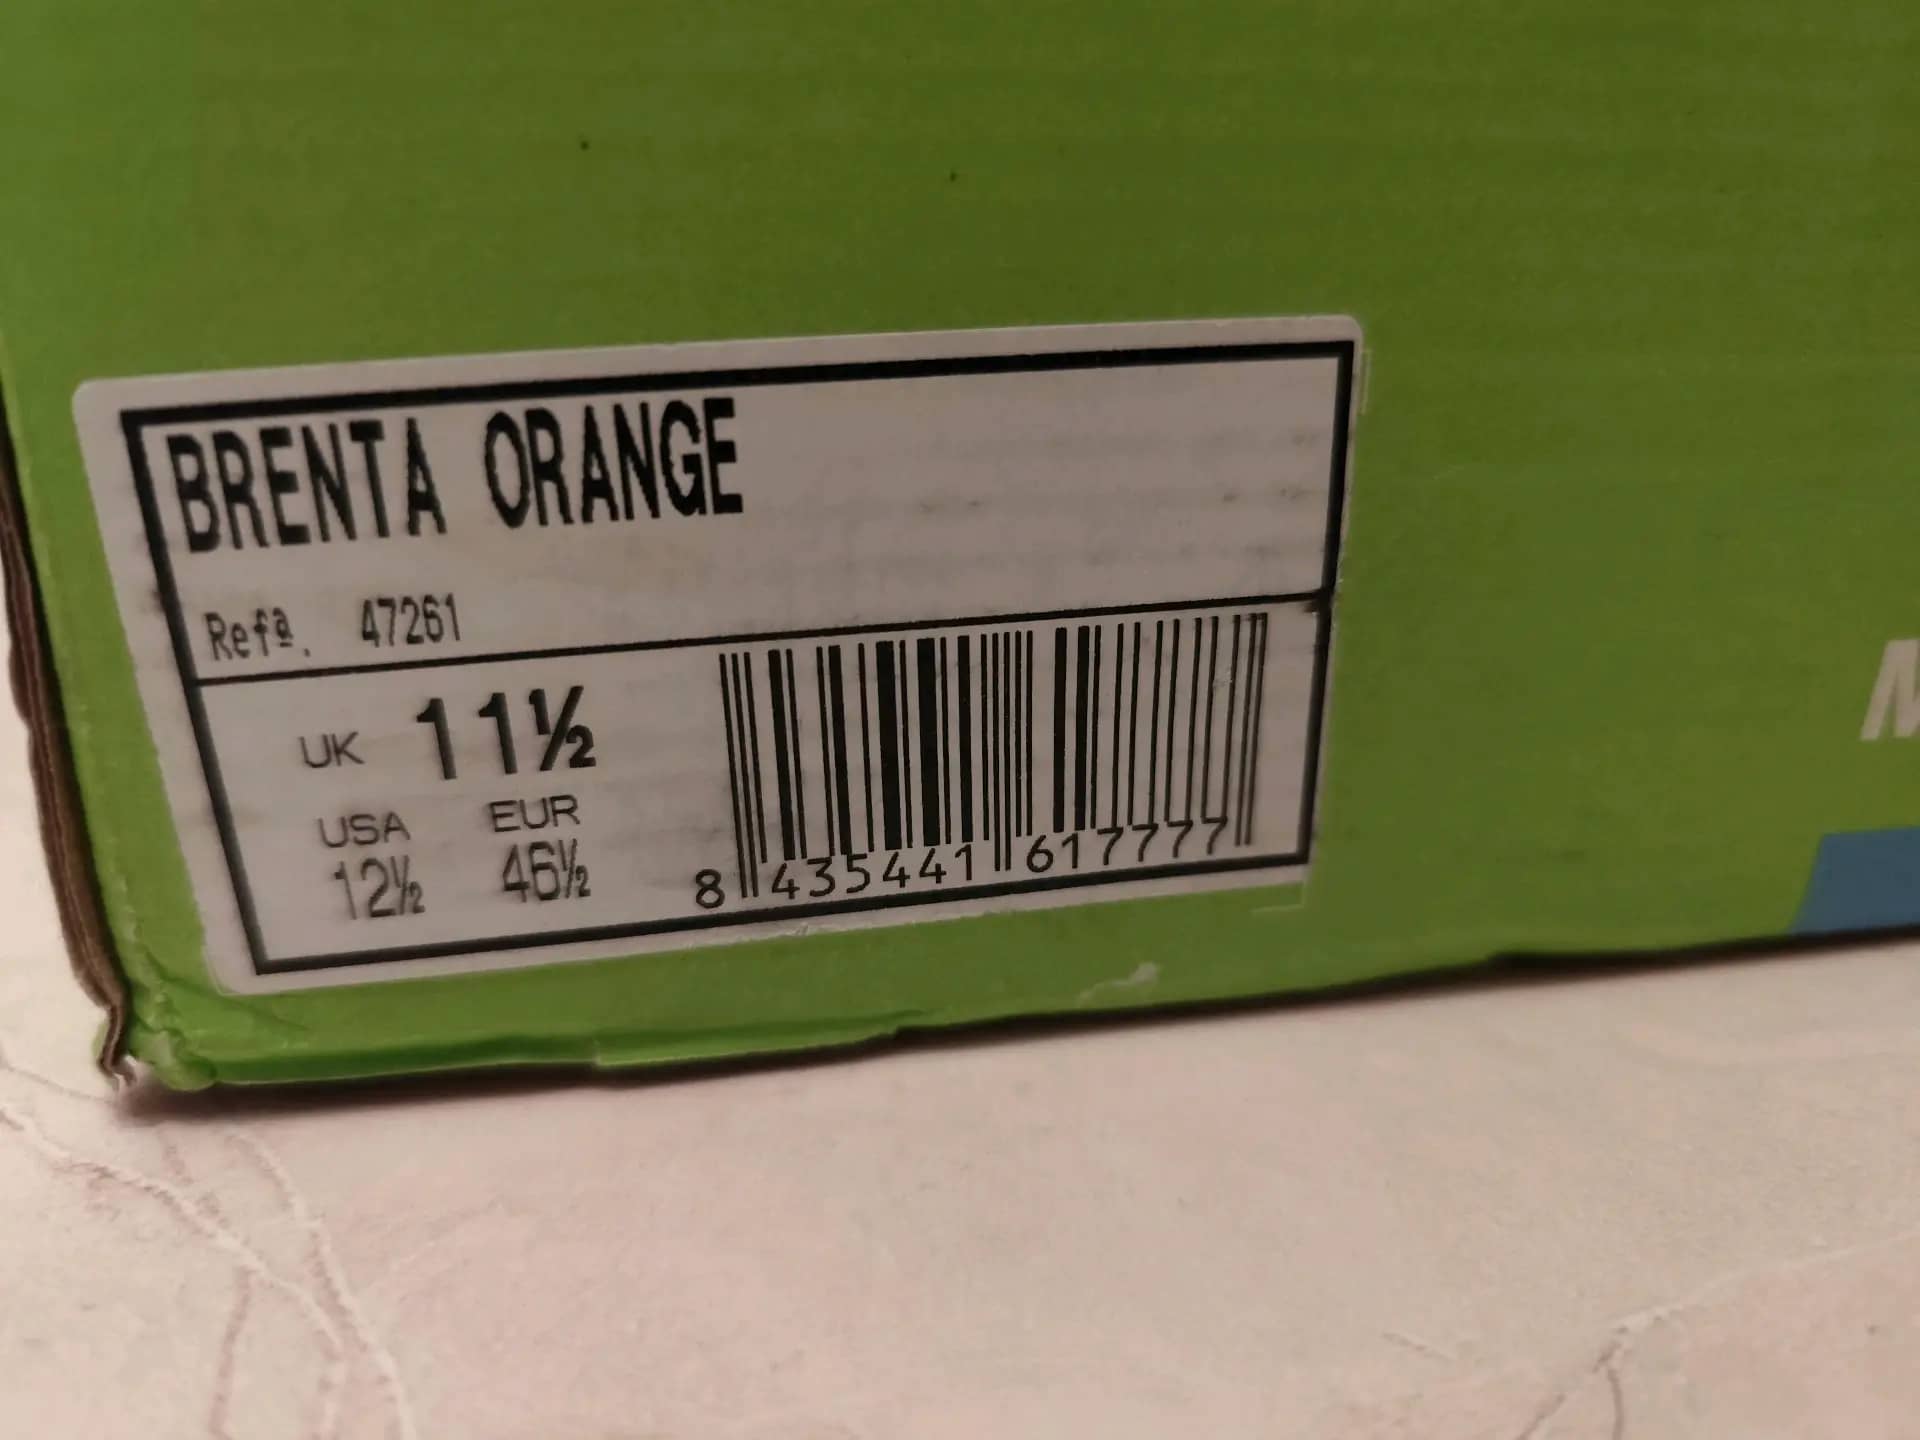 BRENTA ORANGE
Refª. 47261
UK 11½
USA EUR
12½ 46½
8 435441 617777